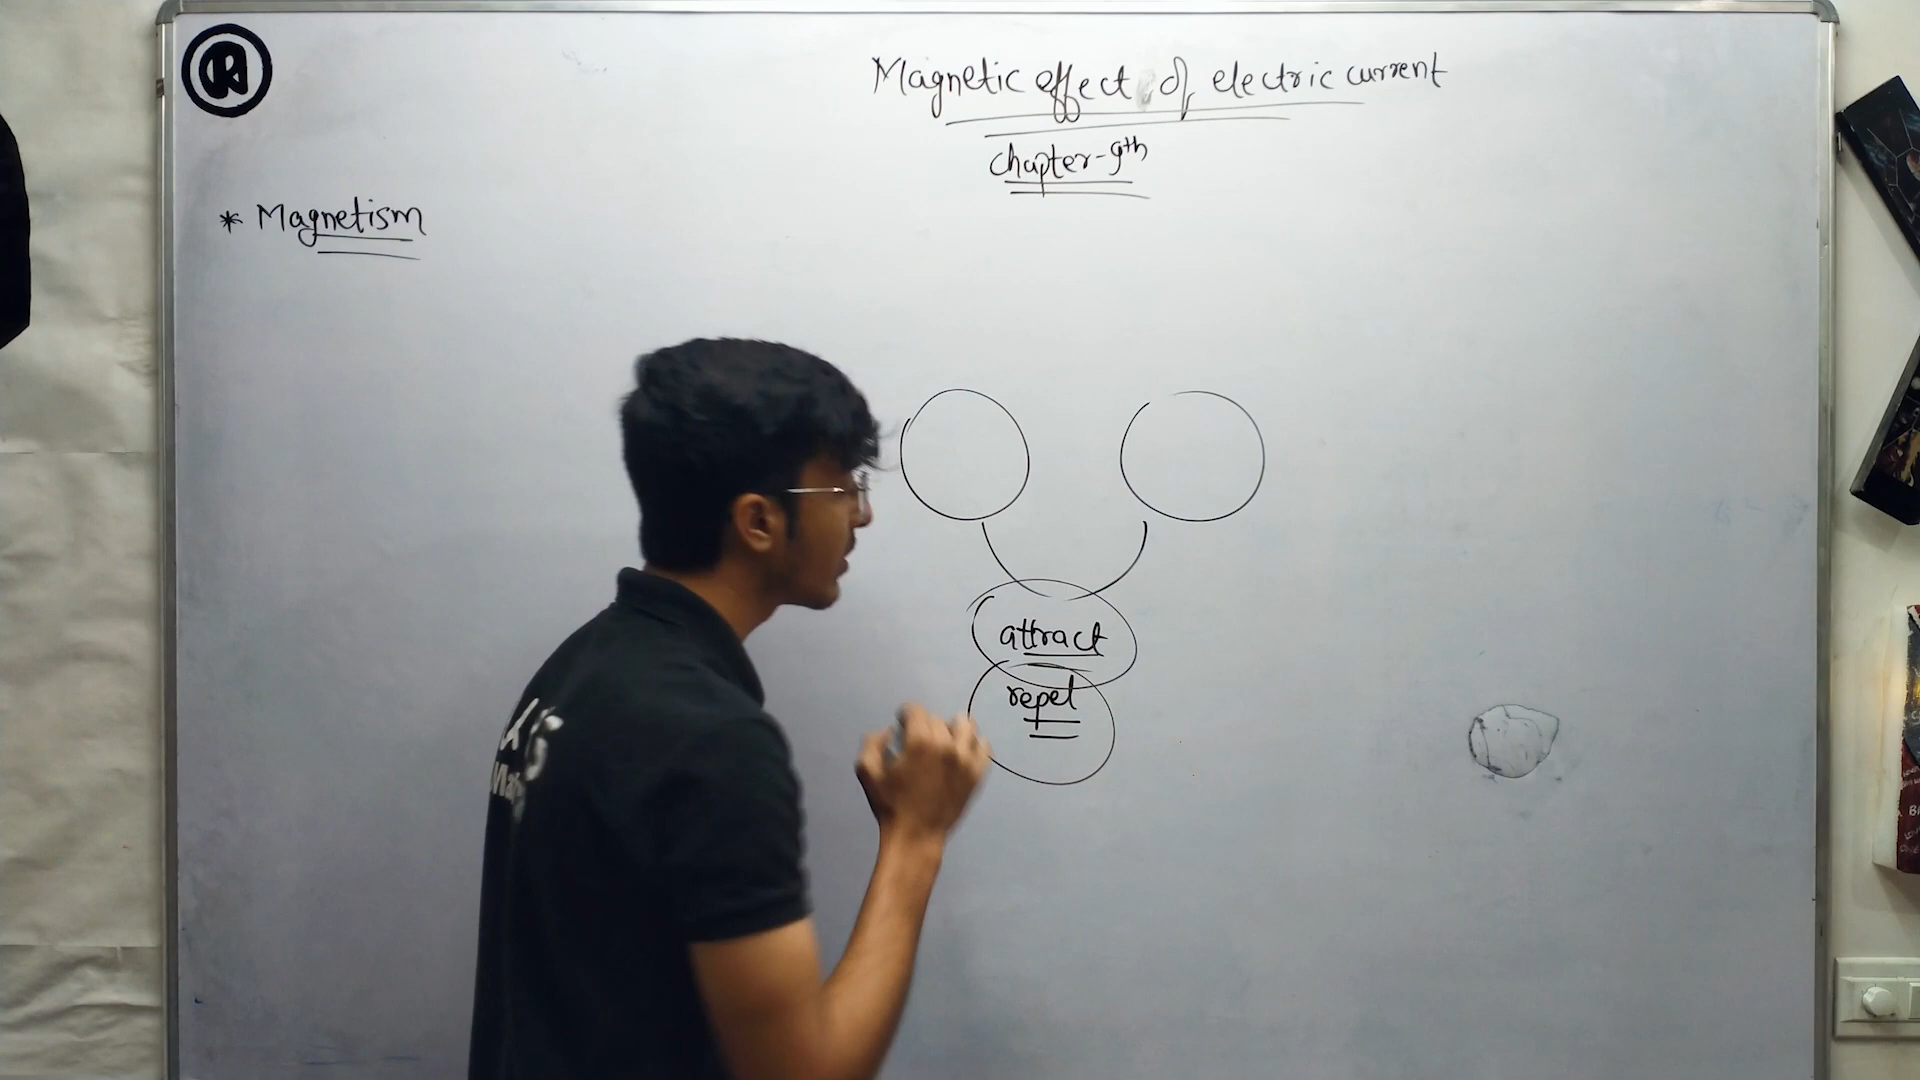 Magnetic effect of electric current
Chapter-9th
* Magnetism
attract
repel